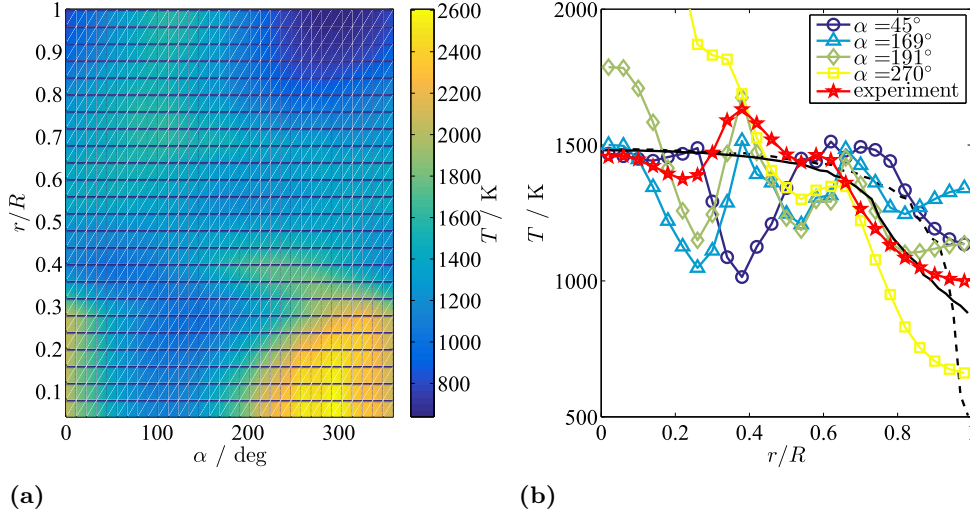 1
0.9
0.8
0.7
0.6
0.5
0.4
0.3
0.2
0.1
r/R
0
100
200
300
α / deg
2600
2400
2200
2000
1800
1600
1400
1200
1000
800
T / K
(a)
2000
1500
1000
500
T / K
0
0.2
0.4
0.6
0.8
1
r/R
α =45°
α =169°
α =191°
α =270°
experiment
(b)